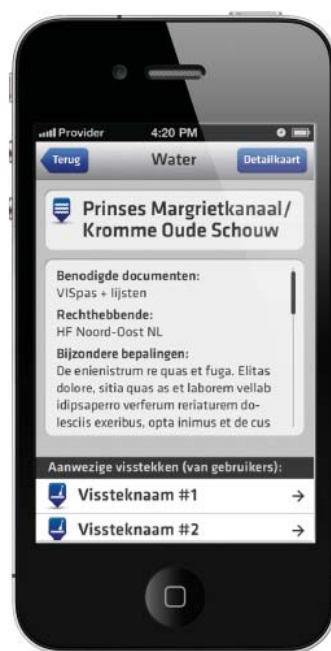 Provider 4:20 PM
Terug Water Detailkaart
Prinses Margrietkanaal/
Kromme Oude Schouw
Benodigde documenten:
VISpas + lijsten
Rechthebbende:
HF Noord-Oost NL
Bijzondere bepalingen:
De enienistrum re quas et fuga. Elitas
dolore, sitia quas as et laborem vellab
idipsaperro verferum reriaturem do-
lesciis exeribus, opta inimus et de cus
Aanwezige visstekken (van gebruikers):
Vissteknaam #1
Vissteknaam #2